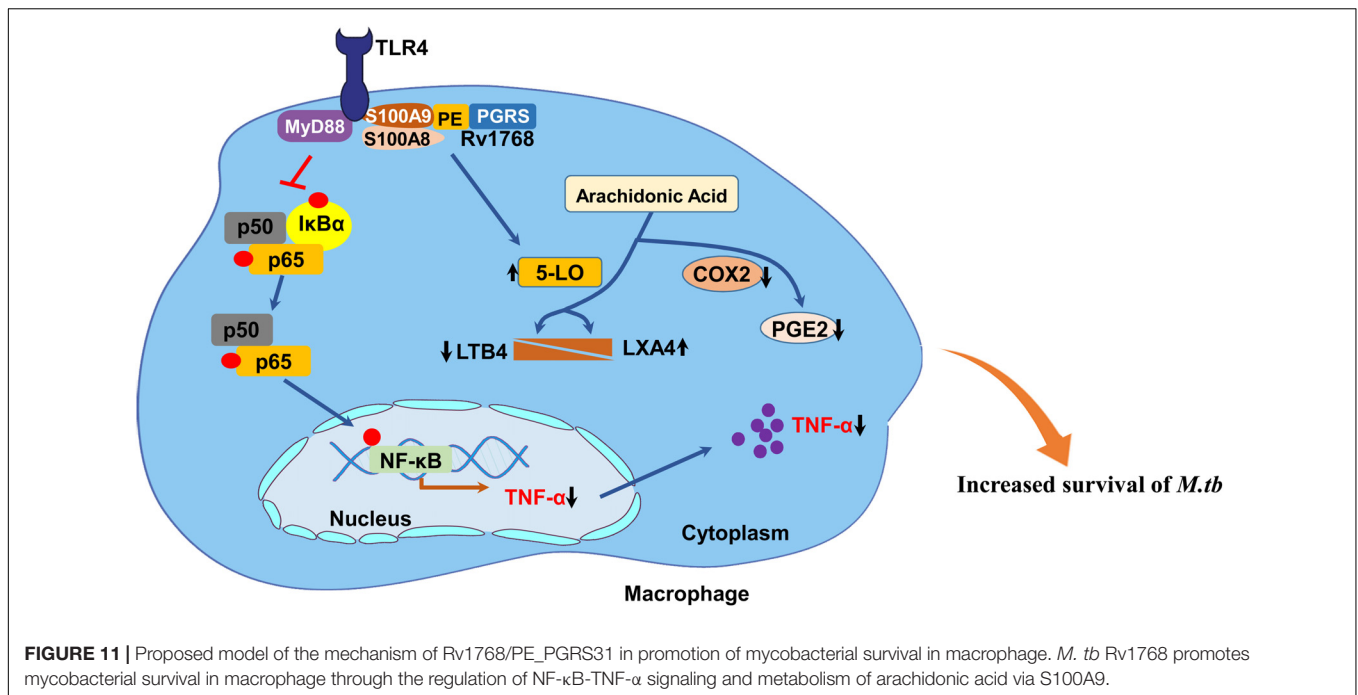 TLR4
MyD88
S100A9
PE
PGRS
S100A8
Rv1768
Arachidonic Acid
p50
IκBα
p65
5-LO
COX2
PGE2
p50
p65
LTB4
LXA4
TNF-α
NF-κB
TNF-α
Nucleus
Cytoplasm
Increased survival of M.tb
Macrophage
FIGURE 11 | Proposed model of the mechanism of Rv1768/PE_PGRS31 in promotion of mycobacterial survival in macrophage. M. tb Rv1768 promotes
mycobacterial survival in macrophage through the regulation of NF-κB-TNF-α signaling and metabolism of arachidonic acid via S100A9.